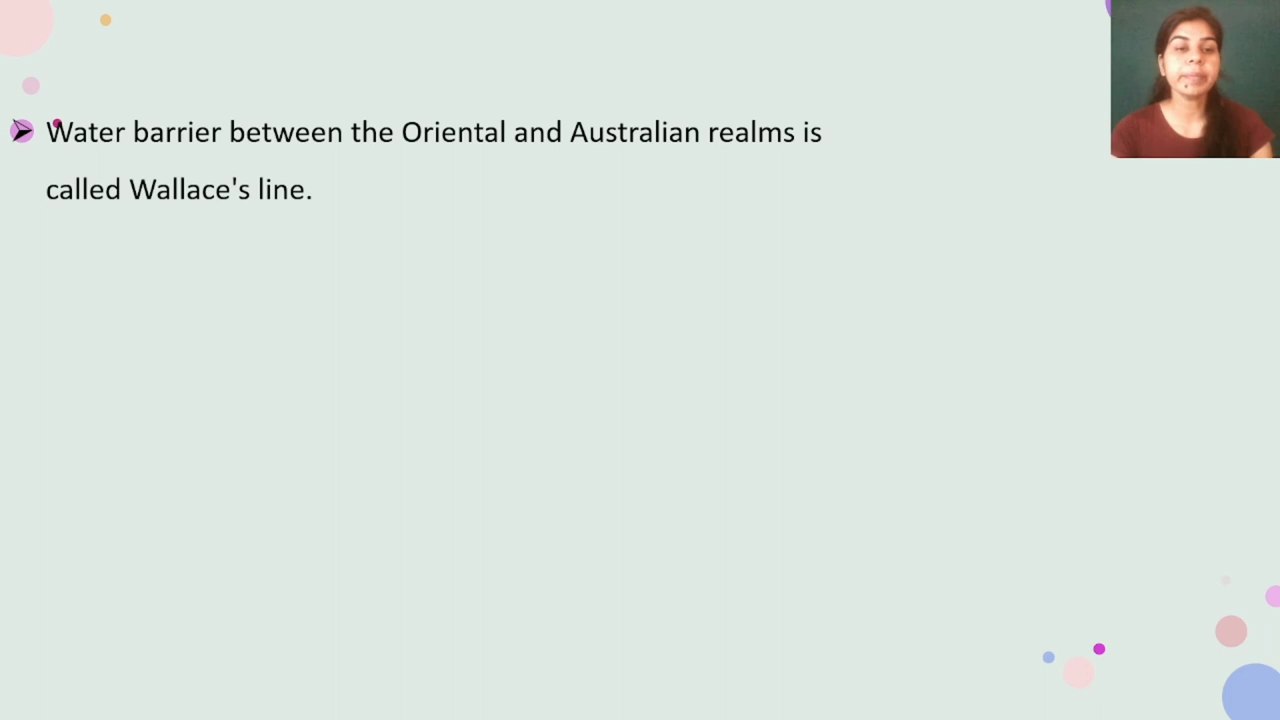 Water barrier between the Oriental and Australian realms is
called Wallace's line.